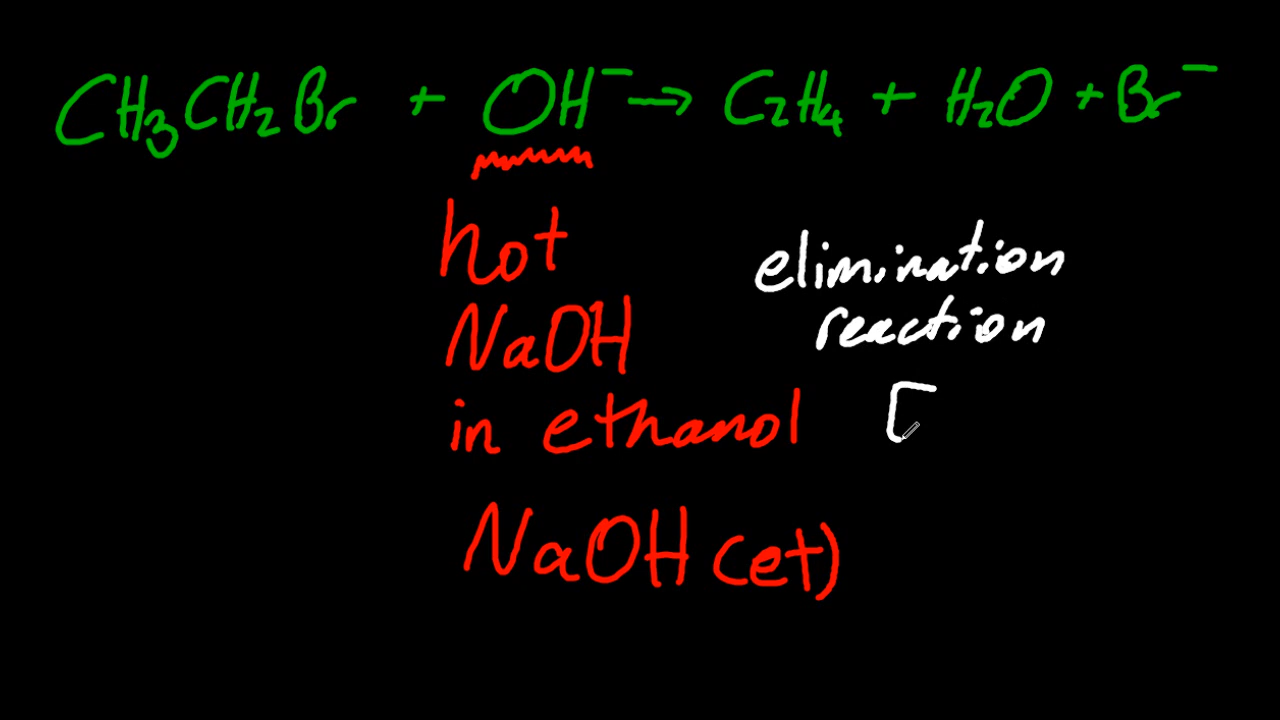 CH₃CH₂Br + OH⁻ → C₂H₄ + H₂O + Br⁻
hot
NaOH
in ethanol
NaOH (et)
elimination
reaction